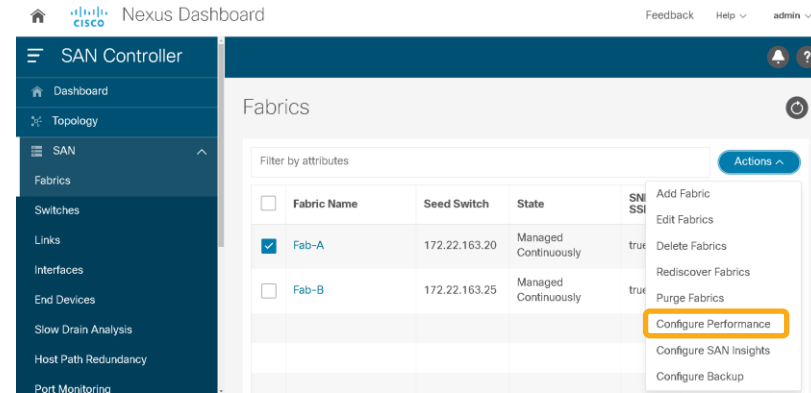 CISCO Nexus Dashboard
Feedback Help admin
SAN Controller
Dashboard
Topology
SAN
Fabrics
Switches
Links
Interfaces
End Devices
Slow Drain Analysis
Host Path Redundancy
Port Monitoring
Fabrics
Filter by attributes
Actions
Fabric Name Seed Switch State
Fab-A 172.22.163.20 Managed
Continuously true
Fab-B 172.22.163.25 Managed
Continuously true
Add Fabric
Edit Fabrics
Delete Fabrics
Rediscover Fabrics
Purge Fabrics
Configure Performance
Configure SAN Insights
Configure Backup